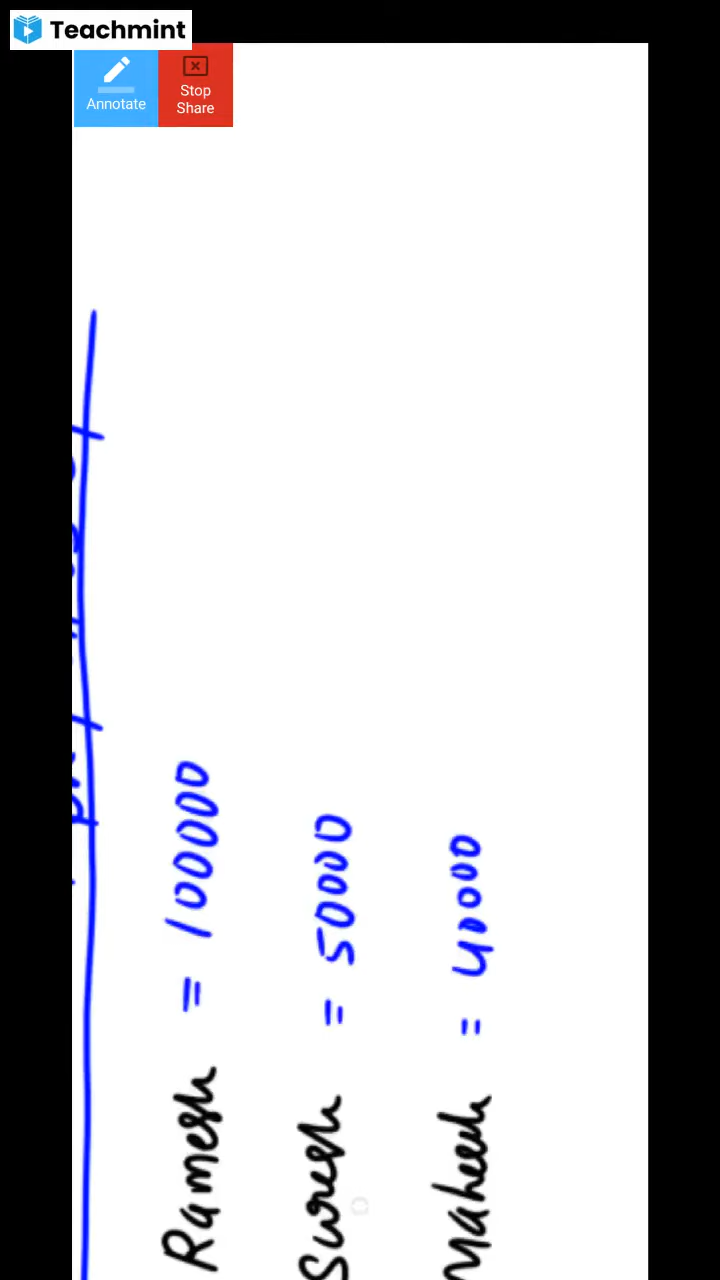 Teachmint
Annotate
Stop
Share
Ramesh = 100000
Suresh = 50000
Mahesh = 40000